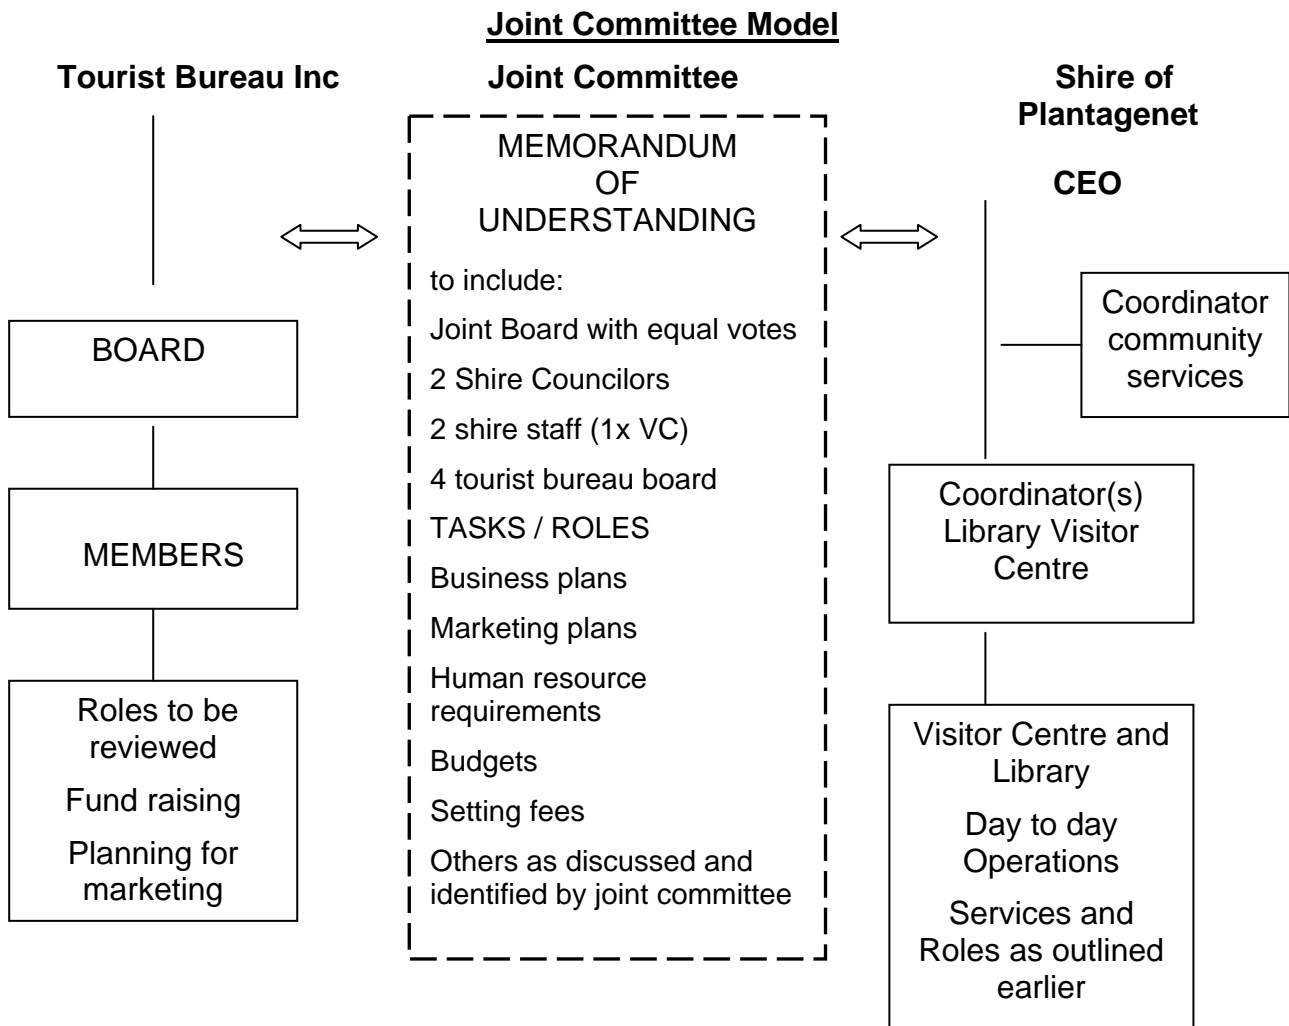 Joint Committee Model
Tourist Bureau Inc
BOARD
MEMBERS
Roles to be
reviewed
Fund raising
Planning for
marketing
Joint Committee
MEMORANDUM
OF
UNDERSTANDING
to include:
Joint Board with equal votes
2 Shire Councilors
2 shire staff (1x VC)
4 tourist bureau board
TASKS / ROLES
Business plans
Marketing plans
Human resource
requirements
Budgets
Setting fees
Others as discussed and
identified by joint committee
Shire of
Plantagenet
CEO
Coordinator
community
services
Coordinator(s)
Library Visitor
Centre
Visitor Centre and
Library
Day to day
Operations
Services and
Roles as outlined
earlier